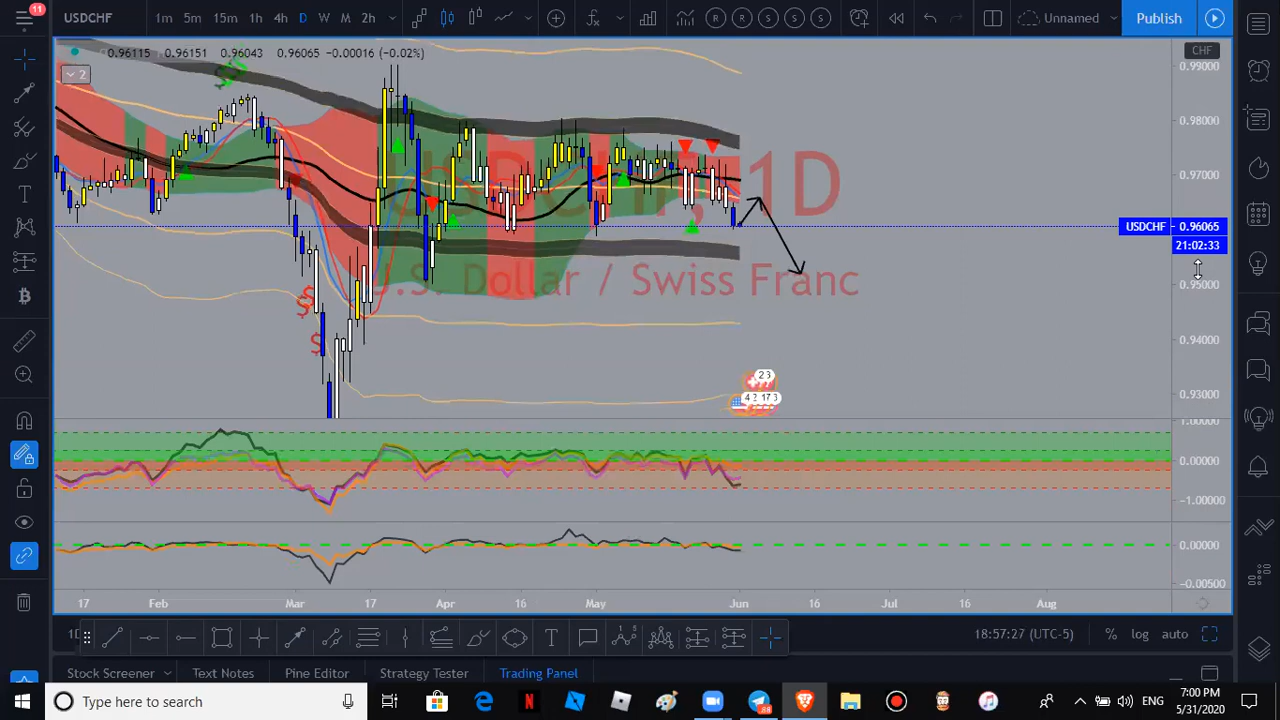 11
USDCHF 1m 5m 15m 1h 4h D W M 2h Unnamed Publish
0.96115 0.96151 0.96043 0.96065 -0.00016 (-0.02%)
2
CHF
0.99000
0.98000
0.97000
USDCHF 0.96065
21:02:33
0.95000
0.94000
0.93000
USDCHF, 1D
U.S. Dollar / Swiss Franc
$ $
23
1.00000
0.00000
-1.00000
0.00000
-0.00500
17 Feb Mar 17 Apr 16 May Jun 16 Jul 16 Aug
18:57:27 (UTC-5) % log auto
Stock Screener Text Notes Pine Editor Strategy Tester Trading Panel
Type here to search
88
ENG
7:00 PM
5/31/2020